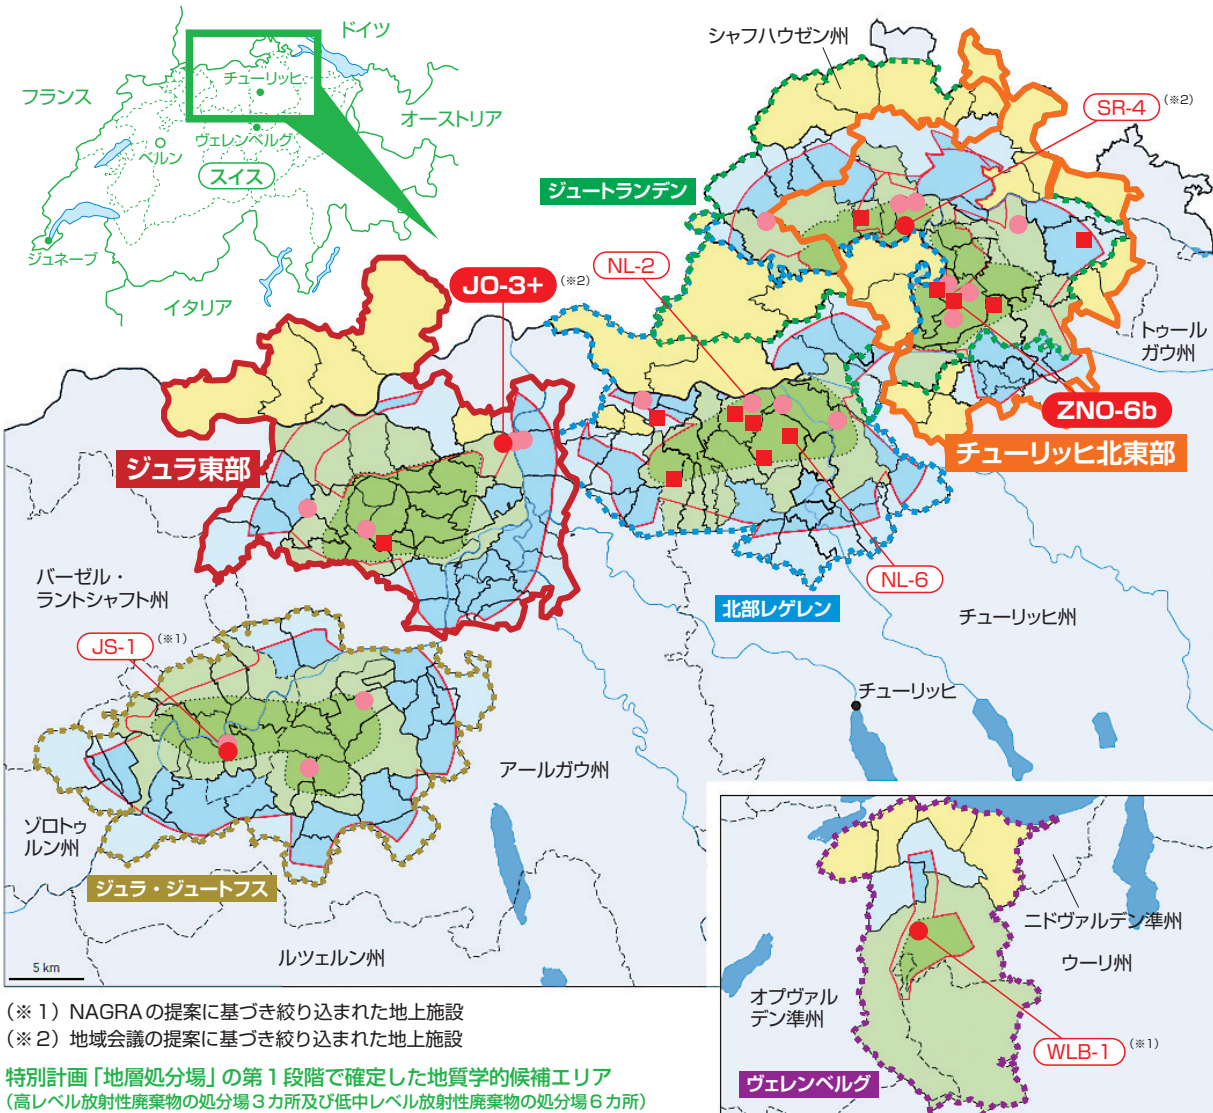 ドイツ
フランス
チューリッヒ
オーストリア
ヴェレンベルグ
ベルン
スイス
ジュネーブ
イタリア
シャフハウゼン州
SR-4 (※2)
ジュートランデン
JO-3+ (※2)
NL-2
トゥール
ガウ州
ZNO-6b
チューリッヒ北東部
ジュラ東部
NL-6
北部レゲレン
バーゼル・
ラントシャフト州
チューリッヒ州
JS-1 (※1)
チューリッヒ
アールガウ州
ゾロトゥ
ルン州
ジュラ・ジュートフス
ルツェルン州
5 km
ニドヴァルデン準州
ウーリ州
オプヴァル
デン準州
WLB-1 (※1)
ヴェレンベルグ
(※1) NAGRAの提案に基づき絞り込まれた地上施設
(※2) 地域会議の提案に基づき絞り込まれた地上施設
特別計画「地層処分場」の第1段階で確定した地質学的候補エリア
(高レベル放射性廃棄物の処分場3カ所及び低中レベル放射性廃棄物の処分場6カ所)